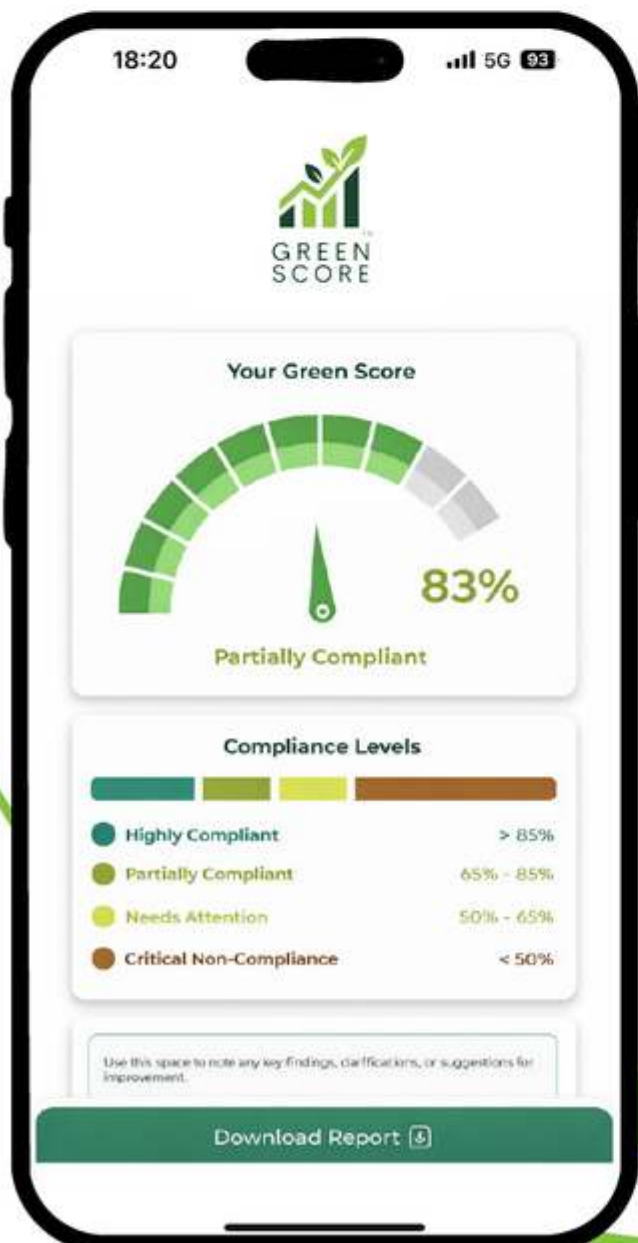 18:20
5G 93
GREEN
SCORE
TM
Your Green Score
83%
Partially Compliant
Compliance Levels
Highly Compliant > 85%
Partially Compliant 65% - 85%
Needs Attention 50% - 65%
Critical Non-Compliance < 50%
Use this space to note any key findings, clariffications, or suggestions for
improvement.
Download Report